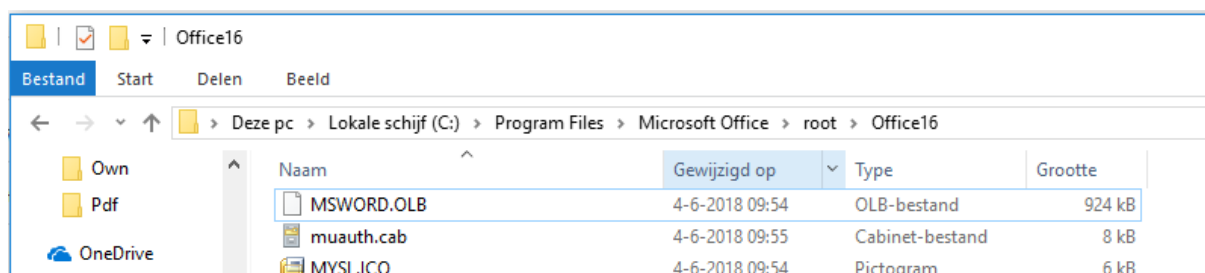 Office16
Bestand Start Delen Beeld
Deze pc > Lokale schijf (C:) > Program Files > Microsoft Office > root > Office16
Own
Pdf
OneDrive
Naam Gewijzigd op Type Grootte
MSWORD.OLB 4-6-2018 09:54 OLB-bestand 924 kB
muauth.cab 4-6-2018 09:55 Cabinet-bestand 8 kB
MYSL.ICO 4-6-2018 09:54 Pictogram 6 kB